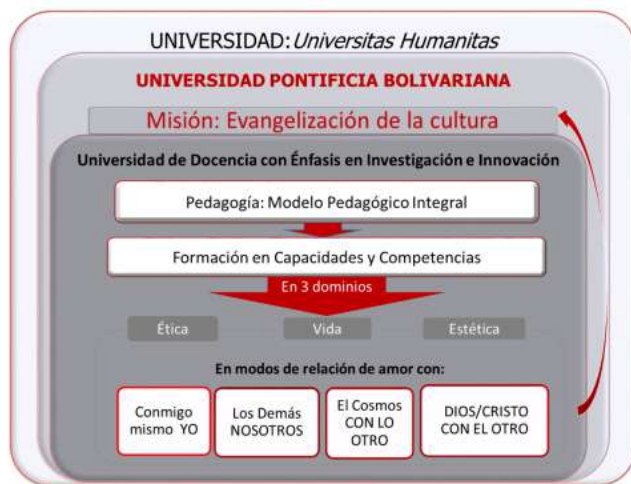 UNIVERSIDAD: Universitas Humanitas
UNIVERSIDAD PONTIFICIA BOLIVARIANA
Misión: Evangelización de la cultura
Universidad de Docencia con Énfasis en Investigación e Innovación
Pedagogía: Modelo Pedagógico Integral
Formación en Capacidades y Competencias
En 3 dominios
Ética
Vida
Estética
En modos de relación de amor con:
Conmigo
mismo YO
Los Demás
NOSOTROS
El Cosmos
CON LO
OTRO
DIOS/CRISTO
CON EL OTRO